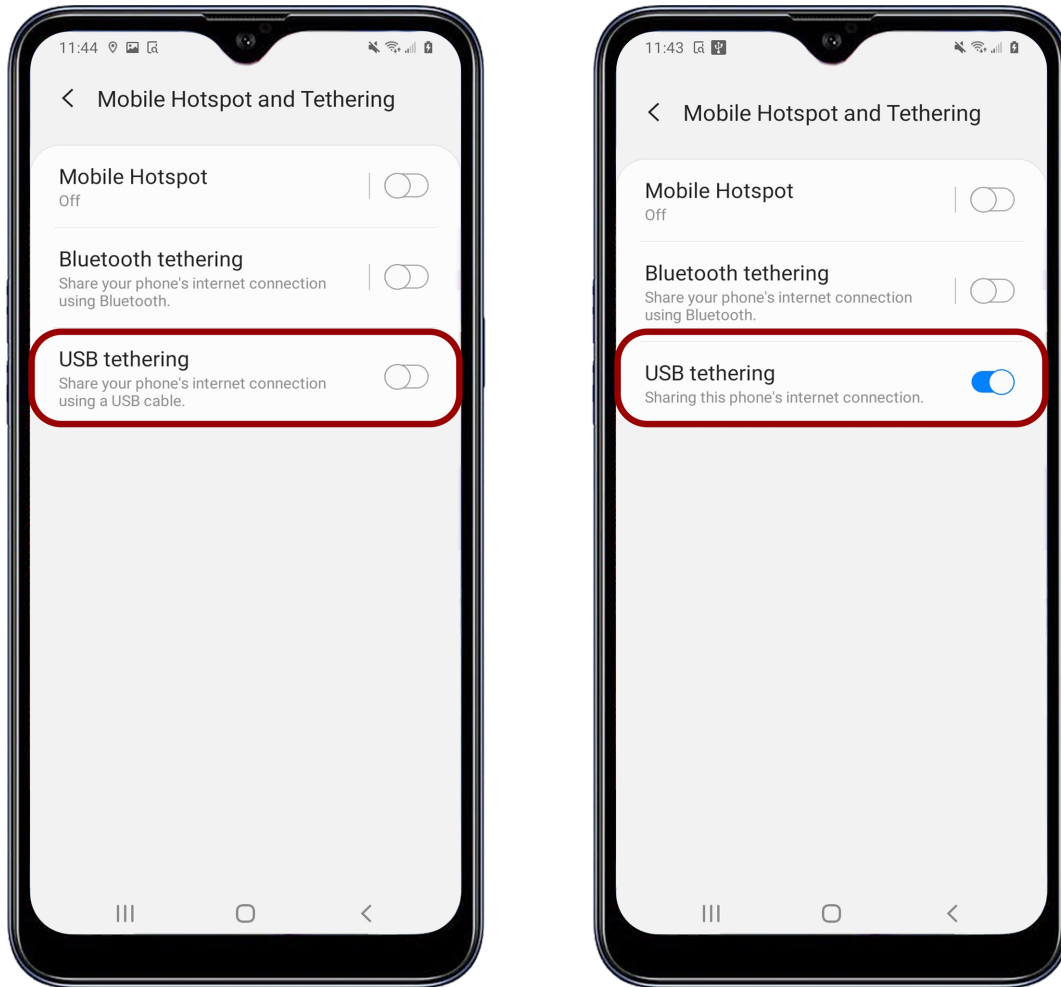 11:44
Mobile Hotspot and Tethering
Mobile Hotspot
Off
Bluetooth tethering
Share your phone's internet connection
using Bluetooth.
USB tethering
Share your phone's internet connection
using a USB cable.
11:43
Mobile Hotspot and Tethering
Mobile Hotspot
Off
Bluetooth tethering
Share your phone's internet connection
using Bluetooth.
USB tethering
Sharing this phone's internet connection.